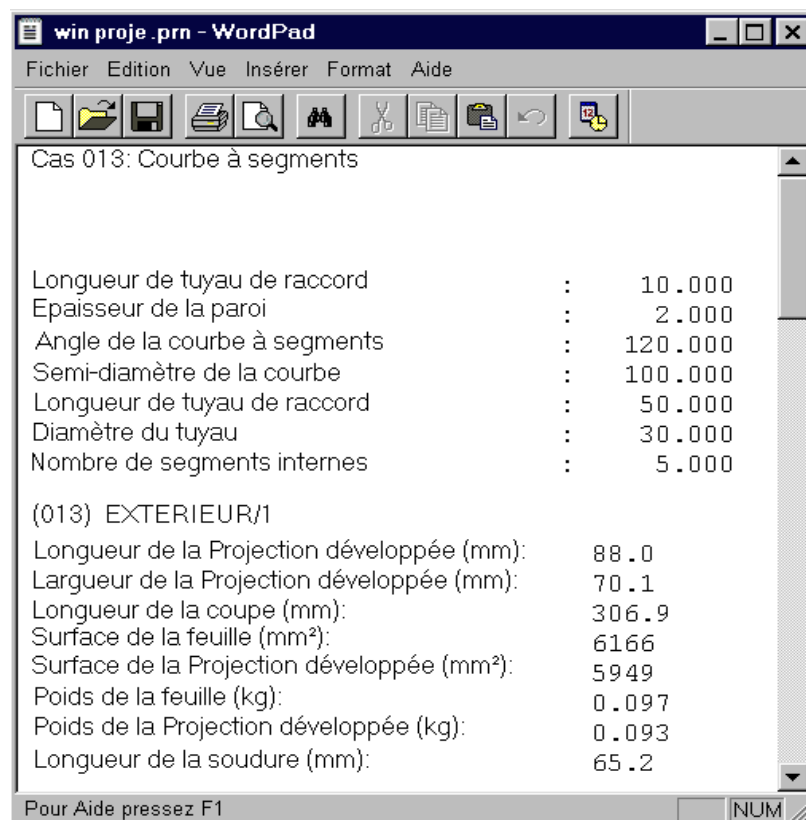 win proje .prn - WordPad
Fichier Edition Vue Insérer Format Aide
Cas 013: Courbe à segments
Longueur de tuyau de raccord : 10.000
Epaisseur de la paroi : 2.000
Angle de la courbe à segments : 120.000
Semi-diamètre de la courbe : 100.000
Longueur de tuyau de raccord : 50.000
Diamètre du tuyau : 30.000
Nombre de segments internes : 5.000
(013) EXTERIEUR/1
Longueur de la Projection développée (mm): 88.0
Largueur de la Projection développée (mm): 70.1
Longueur de la coupe (mm): 306.9
Surface de la feuille (mm²): 6166
Surface de la Projection développée (mm²): 5949
Poids de la feuille (kg): 0.097
Poids de la Projection développée (kg): 0.093
Longueur de la soudure (mm): 65.2
Pour Aide pressez F1 NUM